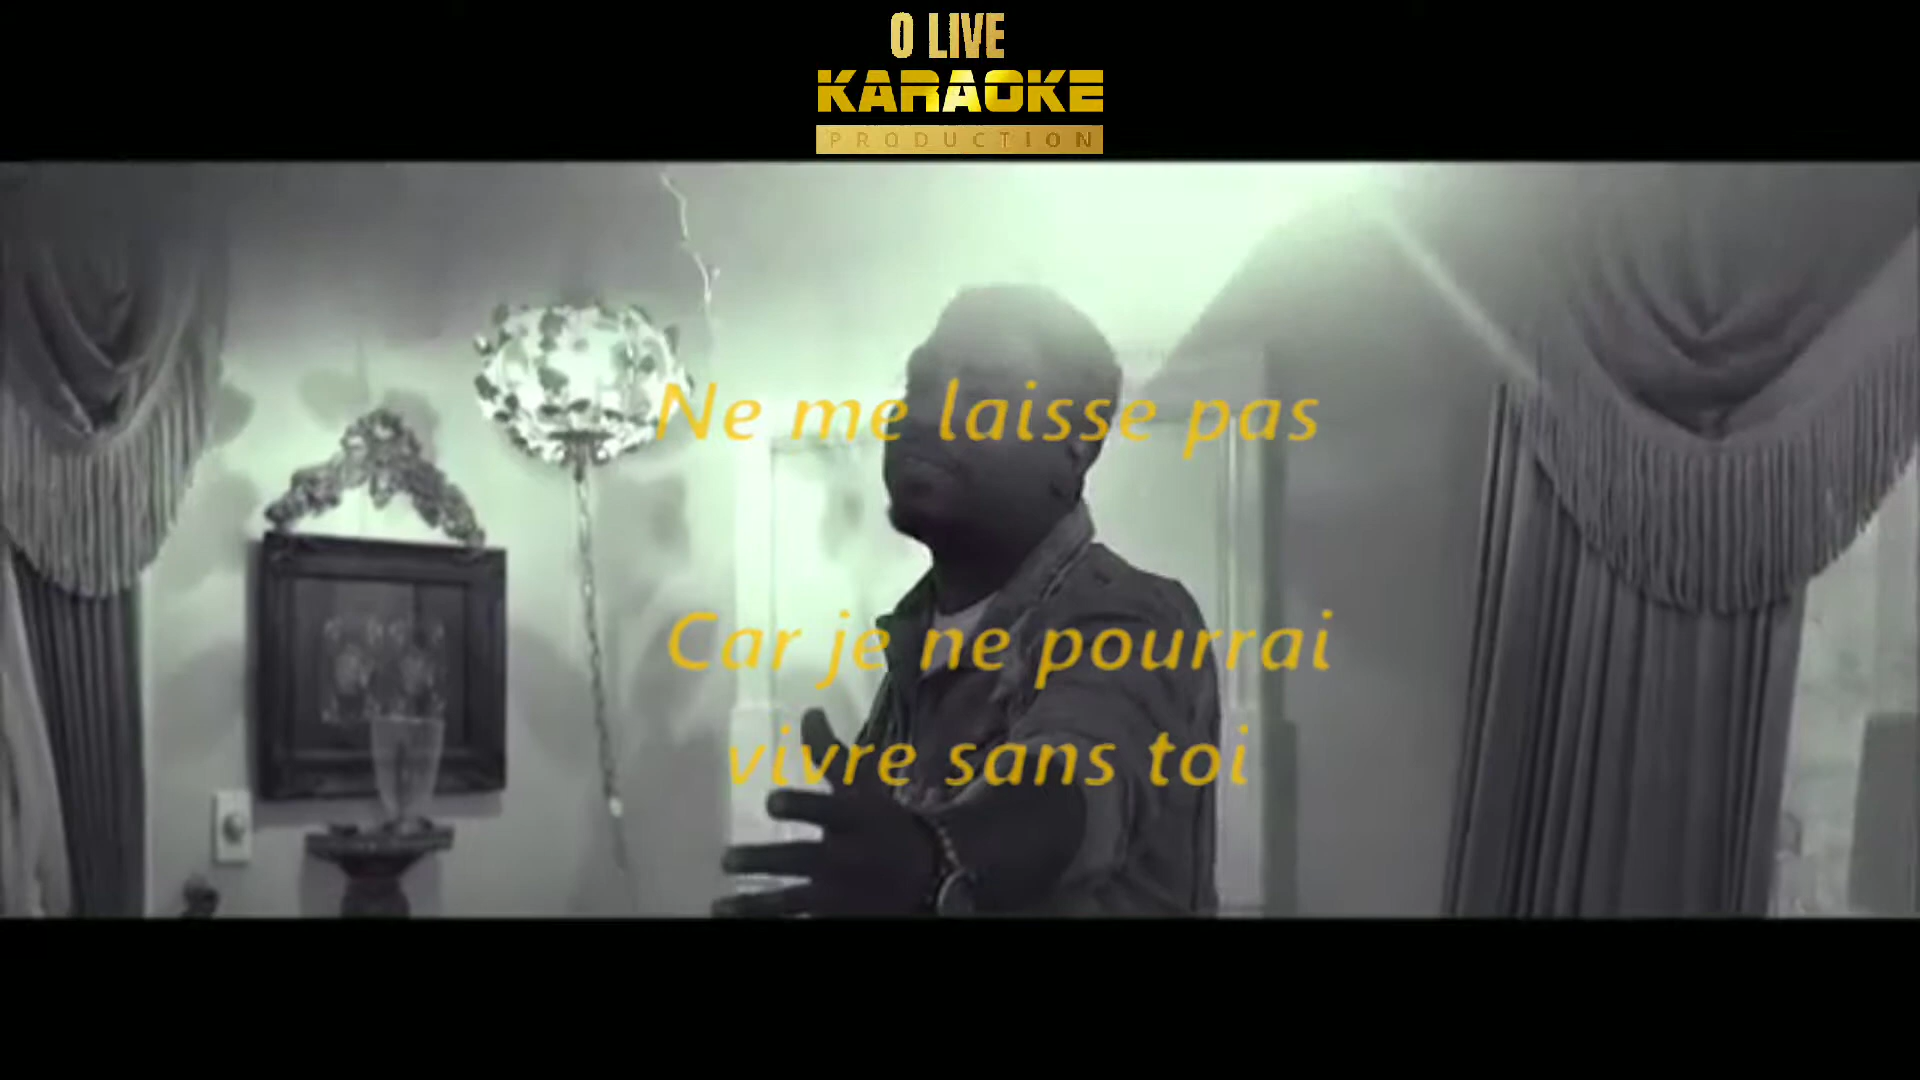 O LIVE
KARAOKE
PRODUCTION
Ne me laisse pas
Car je ne pourrai
vivre sans toi